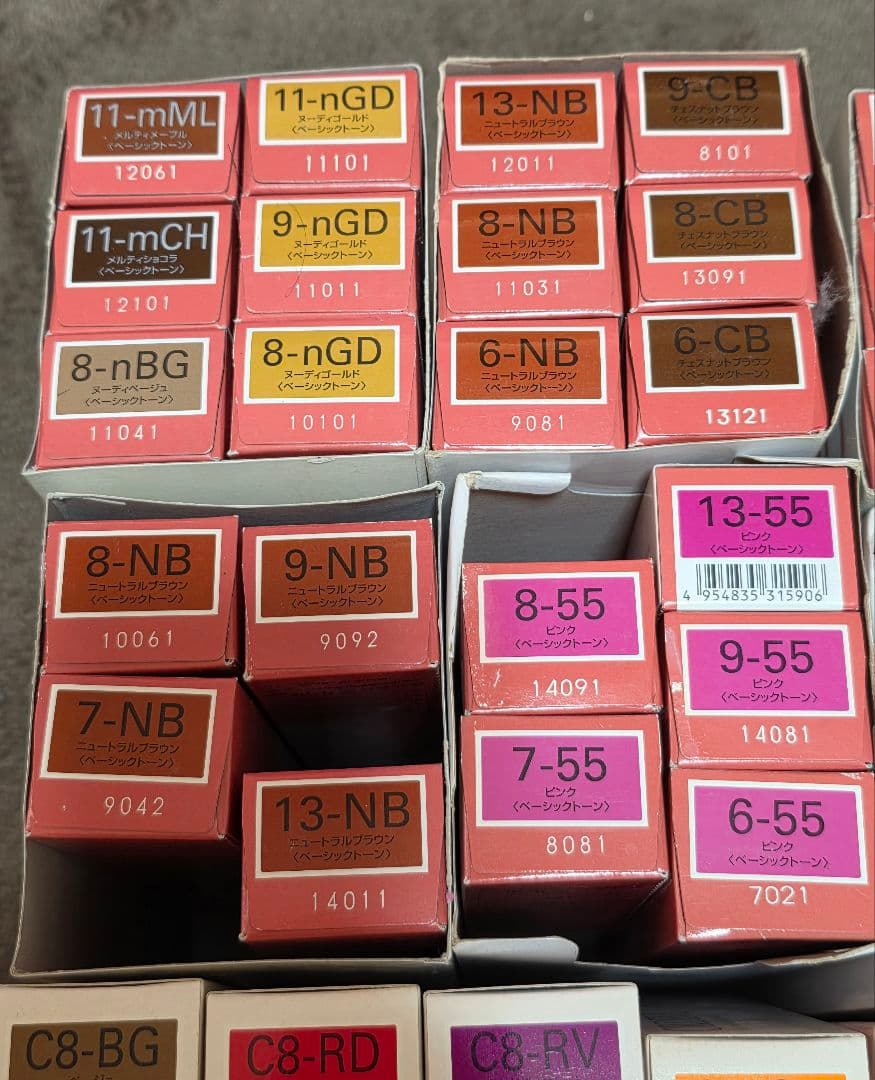 11-mML
メルティメープル
〈ベーシックトーン〉
12061
11-nGD
ヌーディゴールド
〈ベーシックトーン〉
11101
11-mCH
メルティショコラ
〈ベーシックトーン〉
12101
9-nGD
ヌーディゴールド
〈ベーシックトーン〉
11011
8-nBG
ヌーディベージュ
〈ベーシックトーン〉
11041
8-nGD
ヌーディゴールド
〈ベーシックトーン〉
10101
13-NB
ニュートラルブラウン
〈ベーシックトーン〉
12011
9-CB
チェスナットブラウン
〈ベーシックトーン〉
8101
8-NB
ニュートラルブラウン
〈ベーシックトーン〉
11031
8-CB
チェスナットブラウン
〈ベーシックトーン〉
13091
6-NB
ニュートラルブラウン
〈ベーシックトーン〉
9081
6-CB
チェスナットブラウン
〈ベーシックトーン〉
13121
8-NB
ニュートラルブラウン
〈ベーシックトーン〉
10061
9-NB
ニュートラルブラウン
〈ベーシックトーン〉
9092
7-NB
ニュートラルブラウン
〈ベーシックトーン〉
9042
13-NB
ニュートラルブラウン
〈ベーシックトーン〉
14011
13-55
ピンク
〈ベーシックトーン〉
4 954835 315906
8-55
ピンク
〈ベーシックトーン〉
14091
9-55
ピンク
〈ベーシックトーン〉
14081
7-55
ピンク
〈ベーシックトーン〉
8081
6-55
ピンク
〈ベーシックトーン〉
7021
C8-BG
ベージュ
C8-RD
C8-RV